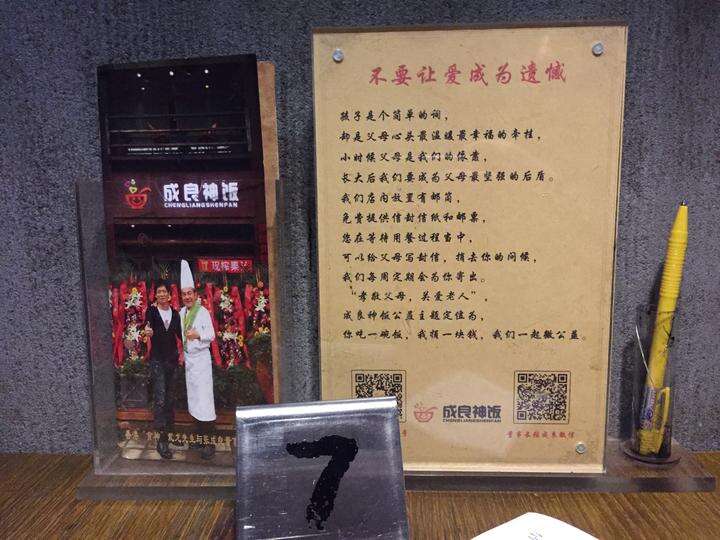 成良神饭
CHENGLIANGSHENFAN
不要让爱成为遗憾
孩子是个简单的词，
却是父母心头最温暖最幸福的牵挂，
小时候父母是我们的依靠，
长大后我们要成为父母最坚强的后盾。
我们店内放置有邮筒，
免费提供信封信纸和邮票，
您在等待用餐过程当中，
可以给父母写封信，捎去你的问候，
我们每周定期会为你寄出。
“孝敬父母，关爱老人”，
成良神饭公益主题定位为，
你吃一碗饭，我捐一块钱，我们一起做公益。
成良神饭
CHENGLIANGSHENFAN
董事长程成来微信
7